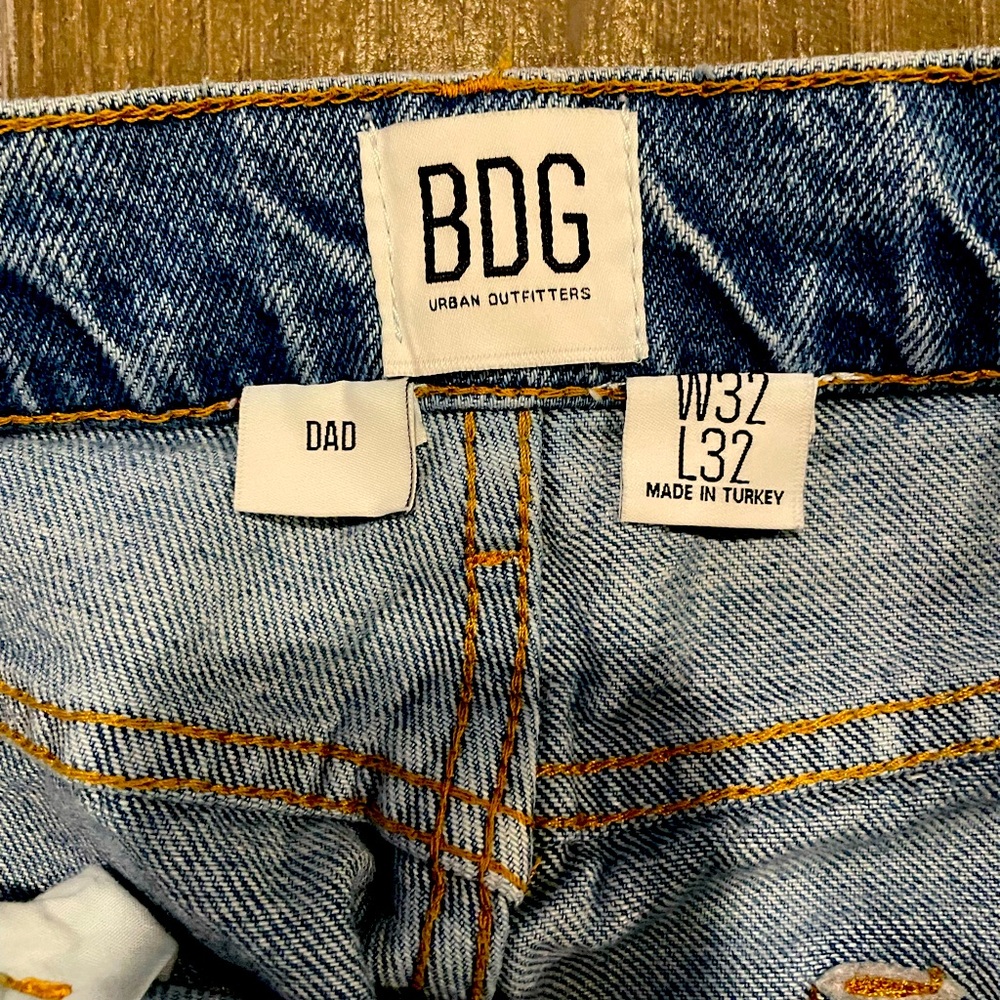 BDG
URBAN OUTFITTERS
DAD
W32
L32
MADE IN TURKEY